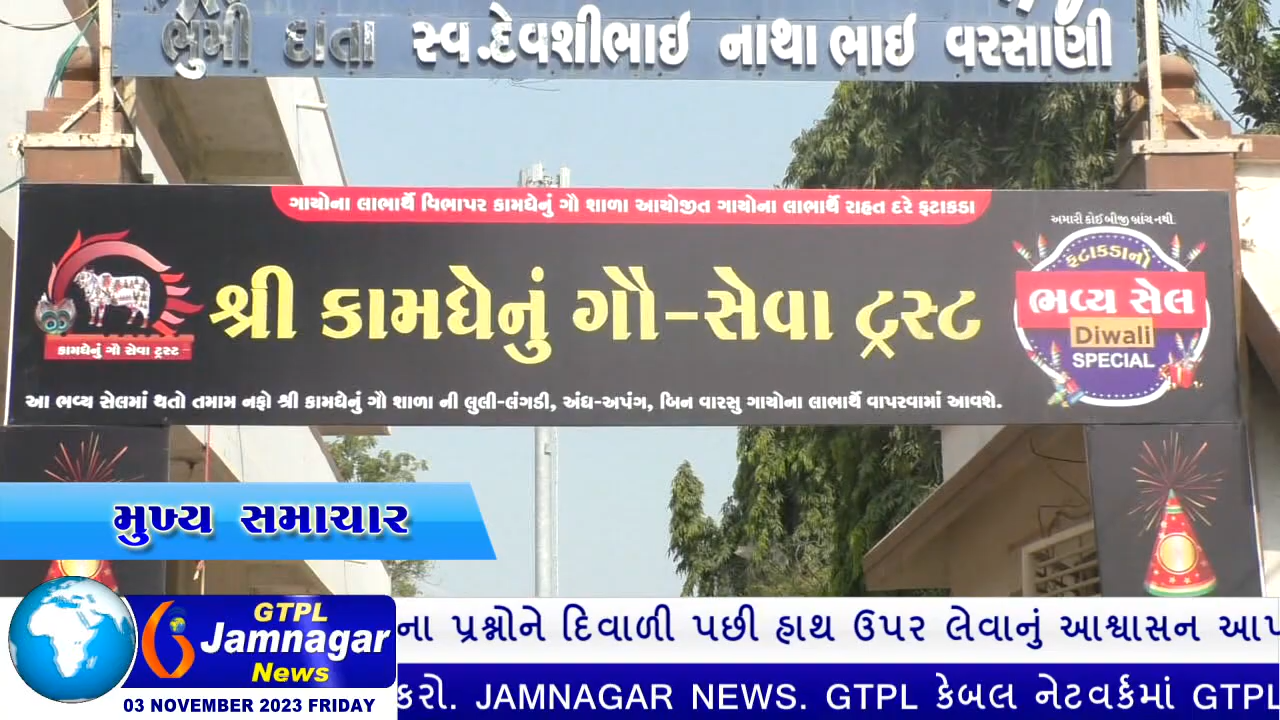 ભુમી દાતા સ્વ.દેવશીભાઇ નાથા ભાઇ વરસાણી
ગાયોના લાભાર્થે વિભાપર કામધેનું ગૌ શાળા આયોજીત ગાયોના લાભાર્થે રાહત દરે ફટાકડા
અમારી કોઈ બીજી બ્રાંચ નથી.
શ્રી કામધેનું ગૌ-સેવા ટ્રસ્ટ
કામધેનું ગૌ સેવા ટ્રસ્ટ
ફટાકડાનો
ભવ્ય સેલ
Diwali
SPECIAL
આ ભવ્ય સેલમાં થતો તમામ નફો શ્રી કામધેનું ગૌ શાળા ની લુલી-લંગડી, અંધ-અપંગ, બિન વારસુ ગાયોના લાભાર્થે વાપરવામાં આવશે.
મુખ્ય સમાચાર
GTPL
Jamnagar
News
03 NOVEMBER 2023 FRIDAY
ના પ્રશ્નોને દિવાળી પછી હાથ ઉપર લેવાનું આશ્વાસન આપ
કરો. JAMNAGAR NEWS. GTPL કેબલ નેટવર્કમાં GTPL